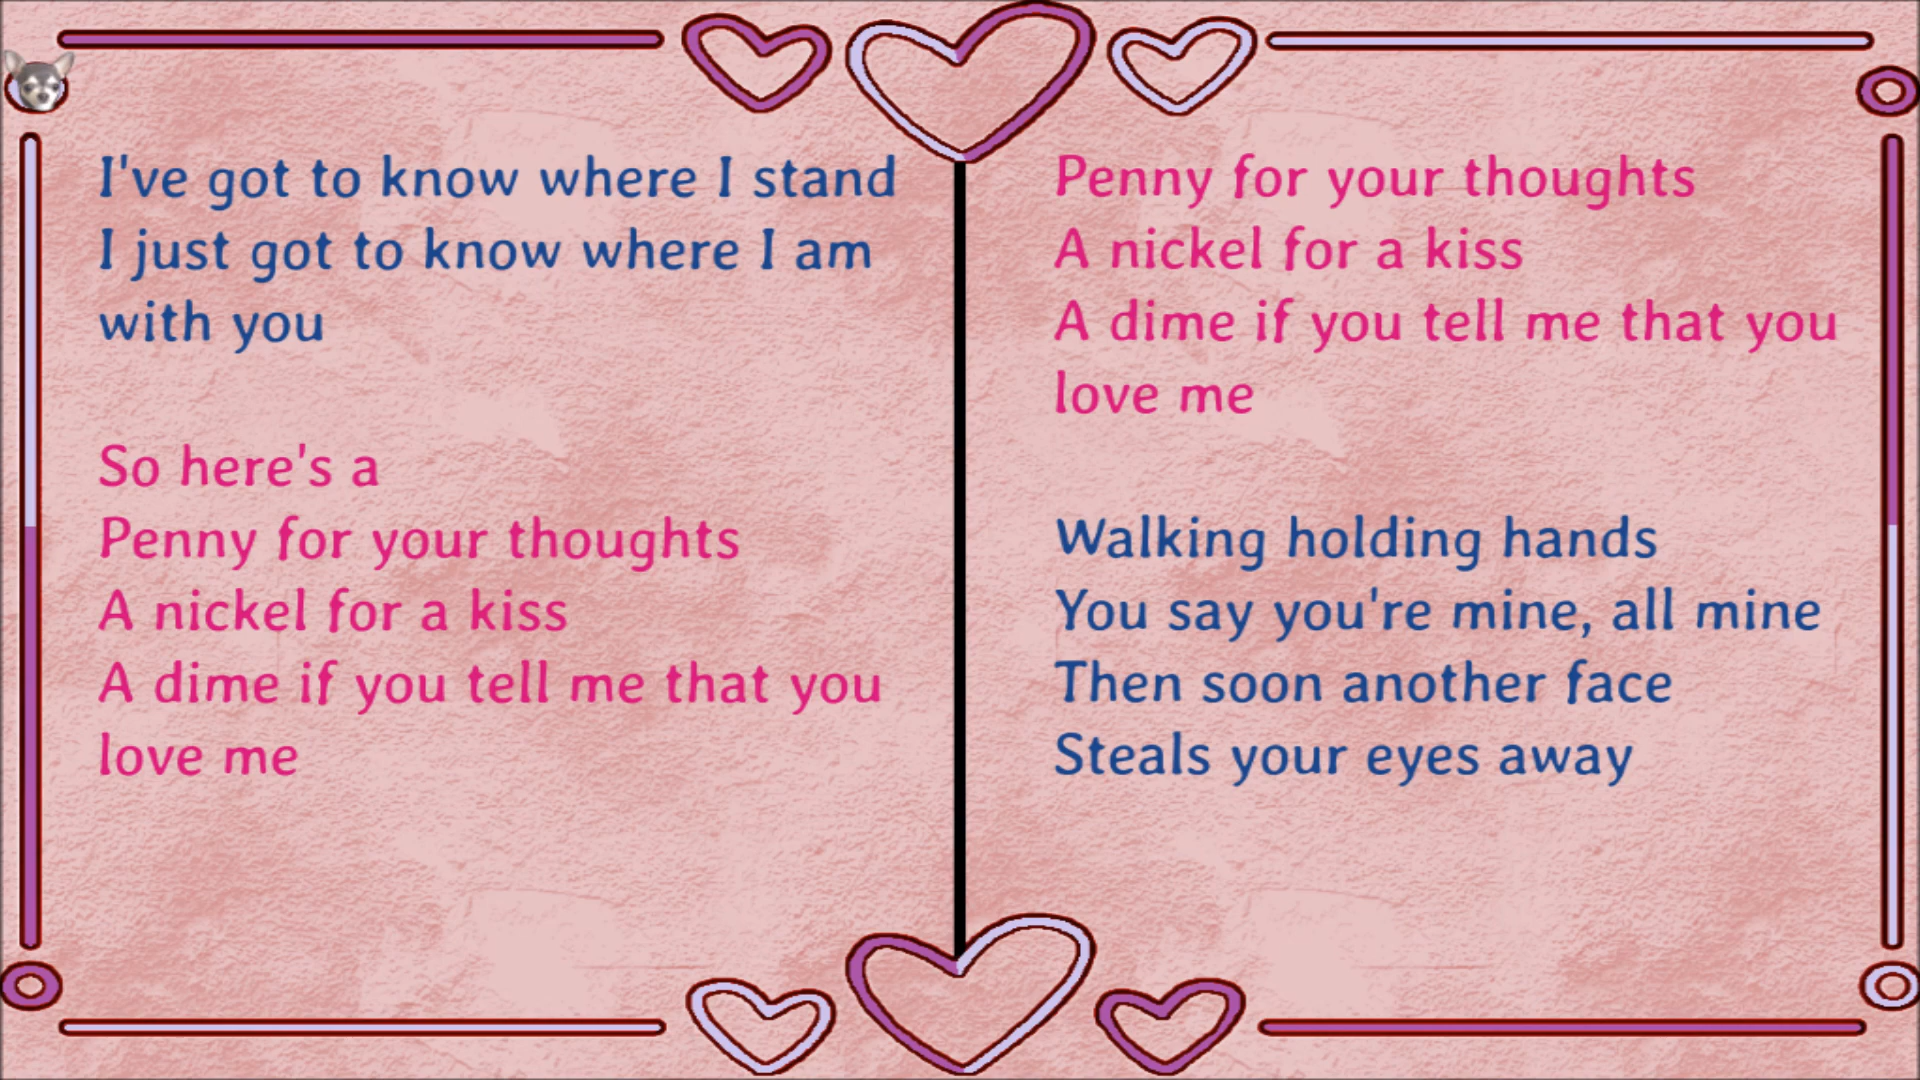 I've got to know where I stand
I just got to know where I am
with you
So here's a
Penny for your thoughts
A nickel for a kiss
A dime if you tell me that you
love me
Penny for your thoughts
A nickel for a kiss
A dime if you tell me that you
love me
Walking holding hands
You say you're mine, all mine
Then soon another face
Steals your eyes away